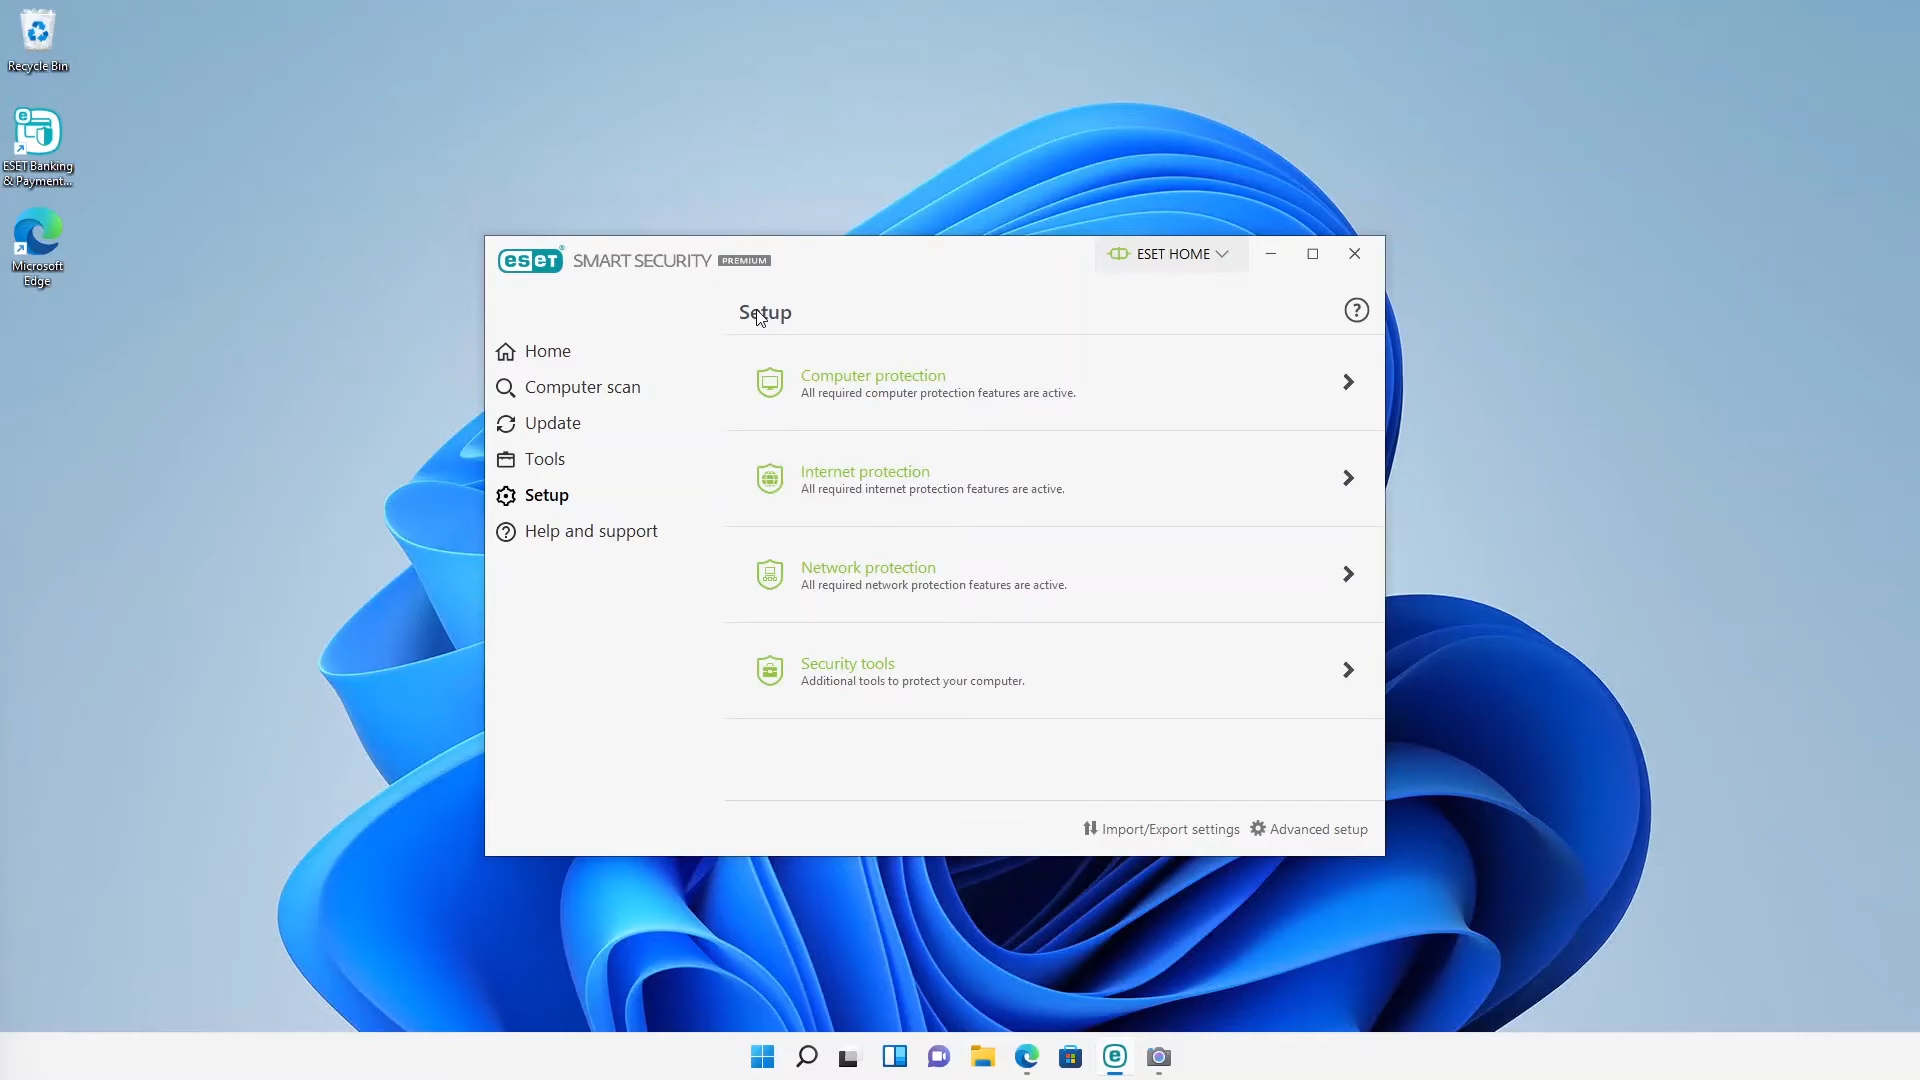 Recycle Bin
ESET Banking
& Payment...
Microsoft
Edge
eseT® SMART SECURITY PREMIUM
ESET HOME
Setup
?
Home
Computer scan
Update
Tools
Setup
Help and support
Computer protection
All required computer protection features are active.
Internet protection
All required internet protection features are active.
Network protection
All required network protection features are active.
Security tools
Additional tools to protect your computer.
Import/Export settings
Advanced setup